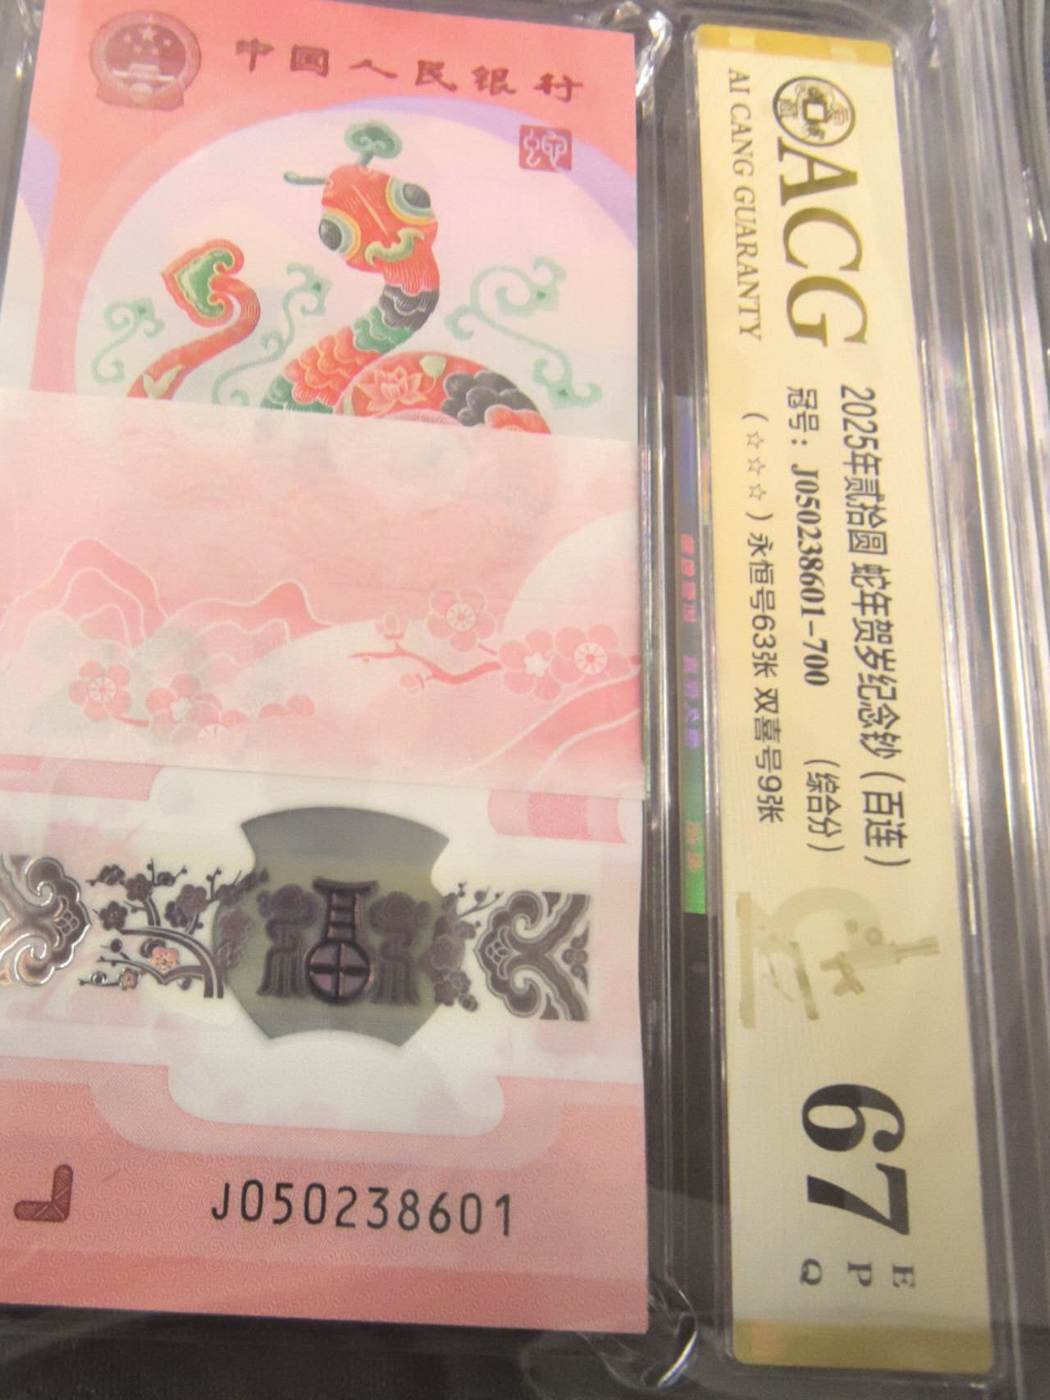 中国人民银行
蛇
J050238601
ACG
AI CANG GUARANTY
2025年贰拾圆 蛇年贺岁纪念钞（百连）
冠号：J050238601-700 （综合分）
（☆☆☆）永恒号63张 双喜号9张
67
E
P
Q